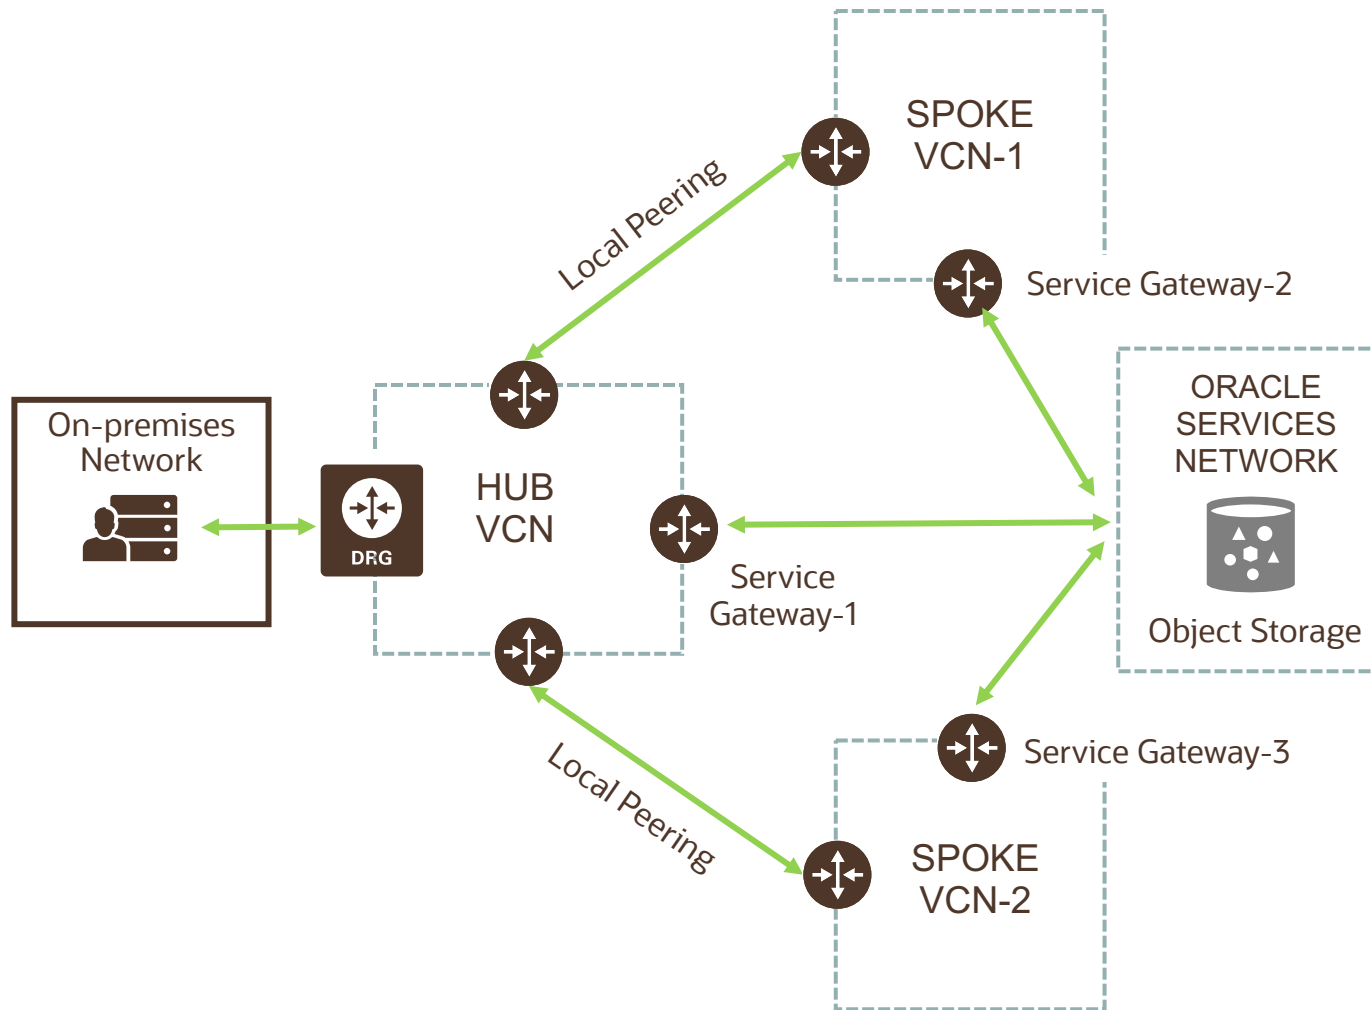 SPOKE
VCN-1
Local Peering
Service Gateway-2
On-premises
Network
DRG
HUB
VCN
Service
Gateway-1
ORACLE
SERVICES
NETWORK
Object Storage
Local Peering
Service Gateway-3
SPOKE
VCN-2